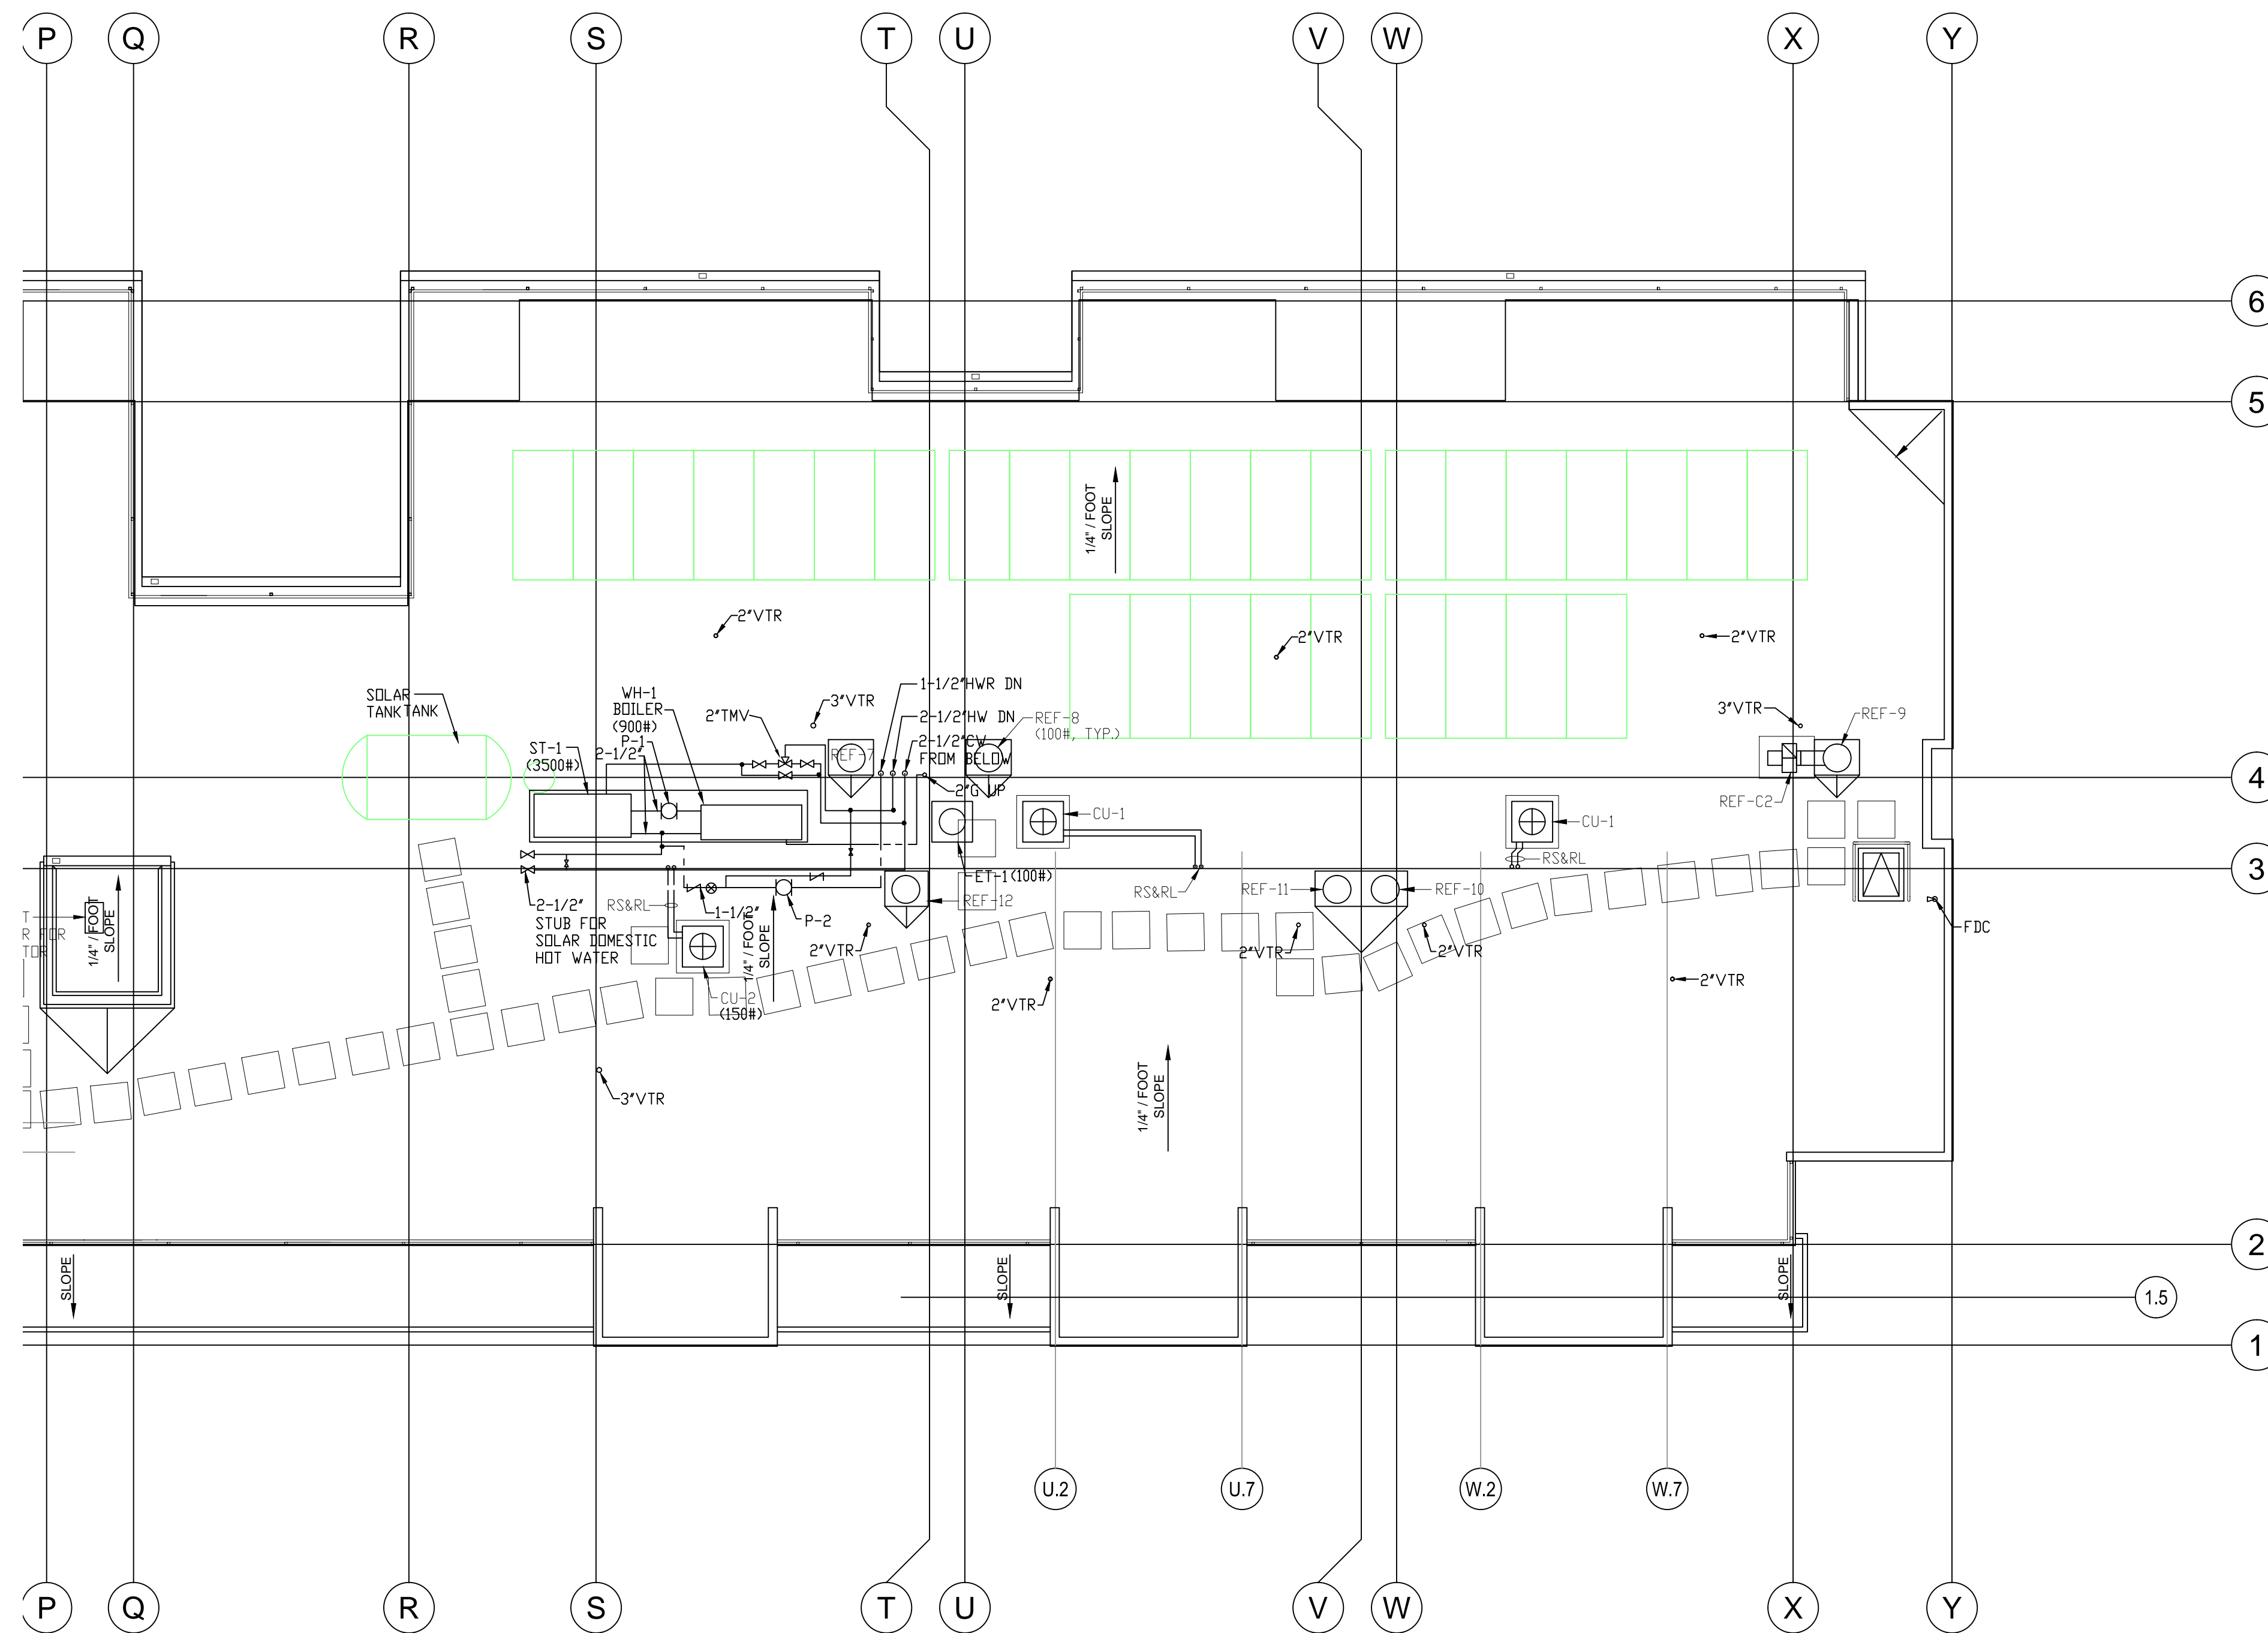 P Q R S T U V W X Y
6
5
1/4" / FOOT
SLOPE
2"VTR
2"VTR
2"VTR
SOLAR
TANKTANK
WH-1
BOILER
(900#)
P-1
2"TMV
3"VTR
1-1/2"HWR DN
2-1/2"HW DN
2-1/2"CW
FROM BELOW
REF-8
(100#, TYP.)
3"VTR
REF-9
ST-1
(3500#)
2-1/2"
REF-7
4
2"G UP
CU-1
CU-1
REF-C2
3
ET-1(100#)
RS&RL
RS&RL
REF-11
REF-10
REF-12
RS&RL
1-1/2"
P-2
2-1/2"
STUB FOR
SOLAR DOMESTIC
HOT WATER
T
R FOR
TOR
1/4" / FOOT
SLOPE
1/4" / FOOT
SLOPE
2"VTR
2"VTR
2"VTR
FDC
CU-2
(150#)
2"VTR
2"VTR
3"VTR
1/4" / FOOT
SLOPE
2
SLOPE
SLOPE
SLOPE
1.5
1
U.2 U.7 W.2 W.7
P Q R S T U V W X Y